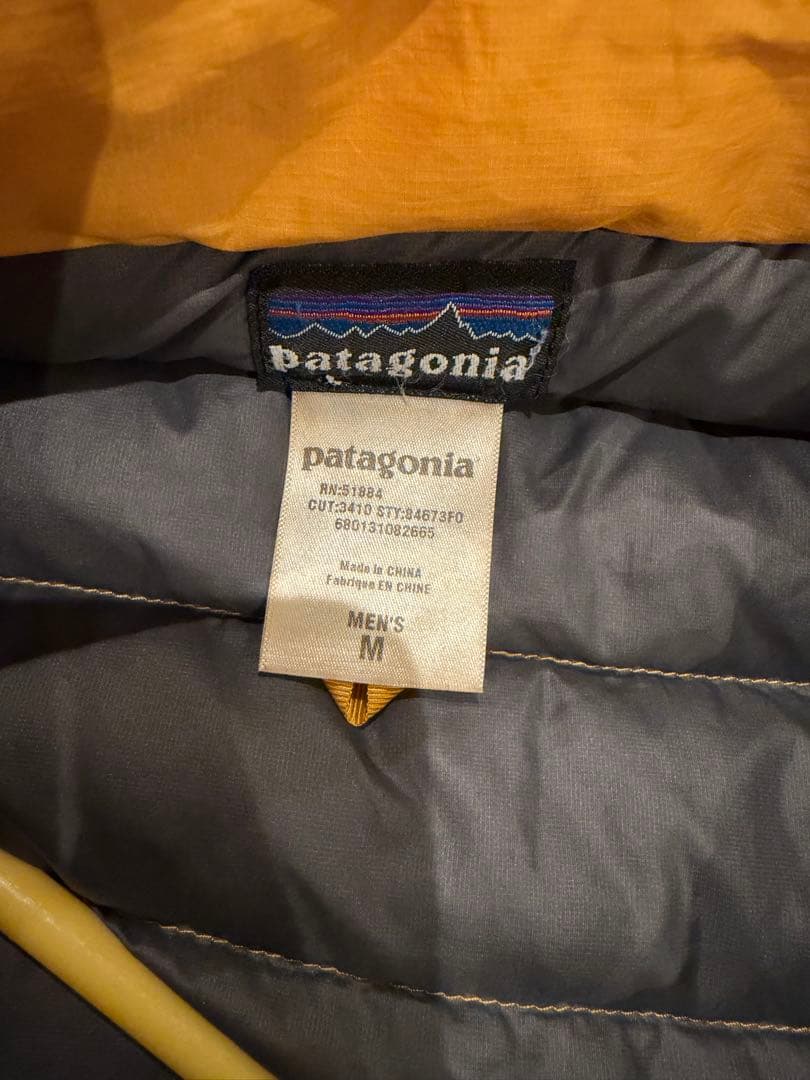 patagonia
patagonia
RN:51884
CUT:3410 STY:84673F0
680131082665
Made in CHINA
Fabriqué EN CHINE
MEN'S
M